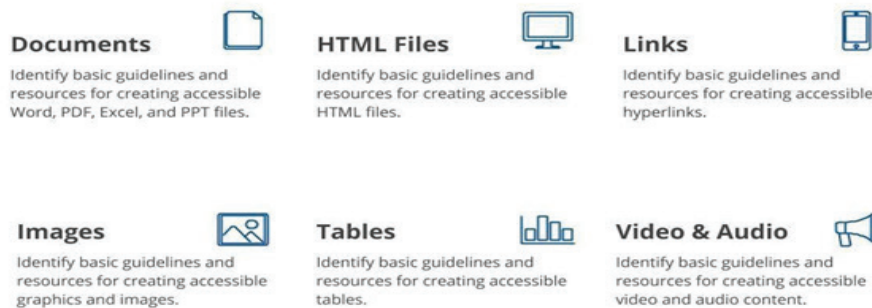 Documents
Identify basic guidelines and
resources for creating accessible
Word, PDF, Excel, and PPT files.
HTML Files
Identify basic guidelines and
resources for creating accessible
HTML files.
Links
Identify basic guidelines and
resources for creating accessible
hyperlinks.
Images
Identify basic guidelines and
resources for creating accessible
graphics and images.
Tables
Identify basic guidelines and
resources for creating accessible
tables.
Video & Audio
Identify basic guidelines and
resources for creating accessible
video and audio content.